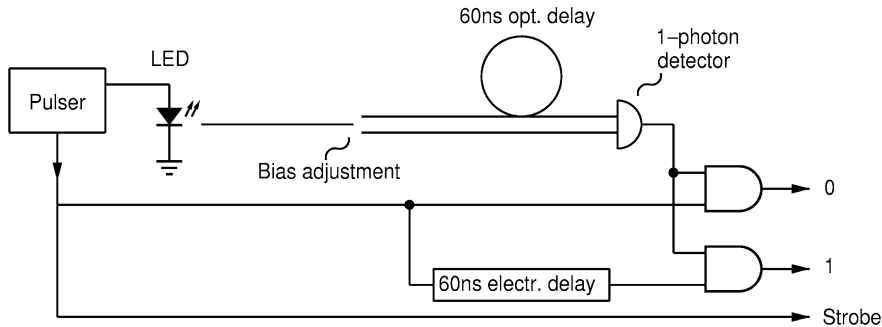 60ns opt. delay
1–photon
detector
LED
Pulser
Bias adjustment
0
60ns electr. delay
1
Strobe